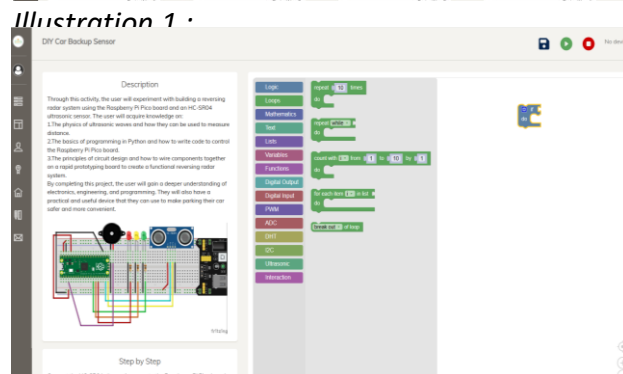 Illustration 1 :
DIY Car Backup Sensor
No dev
Description
Through this activity, the user will experiment with building a reversing
radar system using the Raspberry Pi Pico board and an HC-SR04
ultrasonic sensor. The user will acquire knowledge on:
1.The physics of ultrasonic waves and how they can be used to measure
distance.
2.The basics of programming in Python and how to write code to control
the Raspberry Pi Pico board.
3.The principles of circuit design and how to wire components together
on a rapid prototyping board to create a functional reversing radar
system.
By completing this project, the user will gain a deeper understanding of
electronics, engineering, and programming. They will also have a
practical and useful device that they can use to make parking their car
safer and more convenient.
fritzing
Step by Step
Logic
Loops
Mathematics
Text
Lists
Variables
Functions
Digital Output
Digital Input
PWM
ADC
DHT
I2C
Ultrasonic
Interaction
repeat 10 times
do
repeat while
do
count with i from 1 to 10 by 1
do
for each item j in list
do
break out of loop
if
do